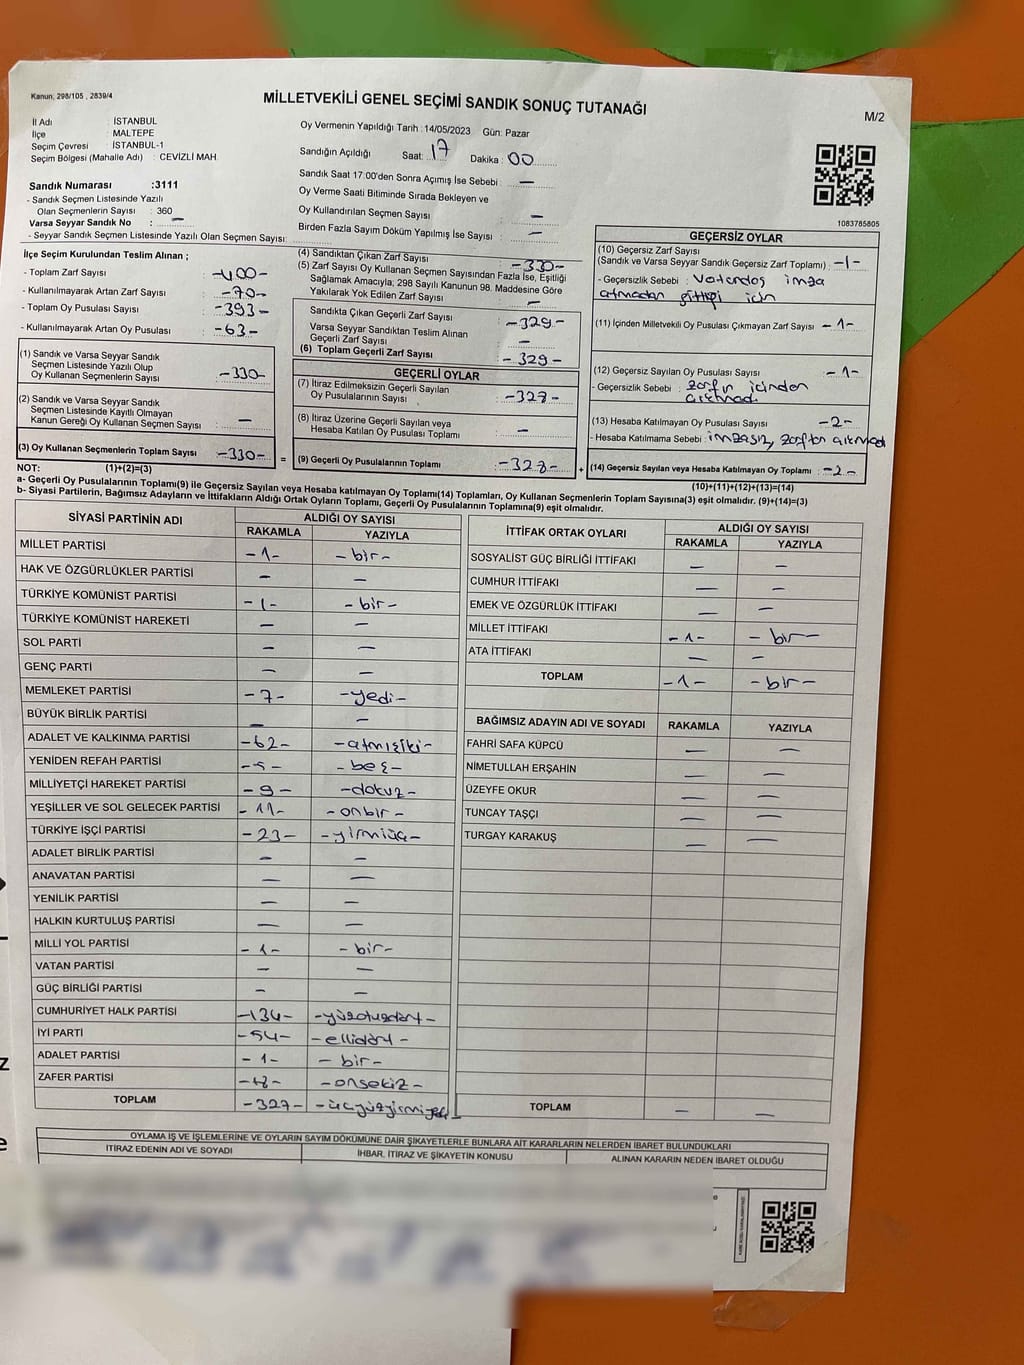 Kanun; 298/105 , 2839/4
MİLLETVEKİLİ GENEL SEÇİMİ SANDIK SONUÇ TUTANAĞI
M/2
İl Adı : İSTANBUL
İlçe : MALTEPE
Seçim Çevresi : İSTANBUL-1
Seçim Bölgesi (Mahalle Adı) : CEVİZLİ MAH.
Sandık Numarası :3111
- Sandık Seçmen Listesinde Yazılı
Olan Seçmenlerin Sayısı : 360
Varsa Seyyar Sandık No : —
- Seyyar Sandık Seçmen Listesinde Yazılı Olan Seçmen Sayısı:
Oy Vermenin Yapıldığı Tarih : 14/05/2023 Gün: Pazar
Sandığın Açıldığı Saat: 17 Dakika : 00
Sandık Saat 17:00'den Sonra Açımış İse Sebebi : —
Oy Verme Saati Bitiminde Sırada Bekleyen ve
Oy Kullandırılan Seçmen Sayısı : —
Birden Fazla Sayım Döküm Yapılmış İse Sayısı : —
1083785805
İlçe Seçim Kurulundan Teslim Alınan ;
- Toplam Zarf Sayısı : -400-
- Kullanılmayarak Artan Zarf Sayısı : -70-
- Toplam Oy Pusulası Sayısı : -393-
- Kullanılmayarak Artan Oy Pusulası : -63-
(1) Sandık ve Varsa Seyyar Sandık
Seçmen Listesinde Yazılı Olup
Oy Kullanan Seçmenlerin Sayısı : -330-
(2) Sandık ve Varsa Seyyar Sandık
Seçmen Listesinde Kayıtlı Olmayan
Kanun Gereği Oy Kullanan Seçmen Sayısı : —
(3) Oy Kullanan Seçmenlerin Toplam Sayısı : -330- =
(4) Sandıktan Çıkan Zarf Sayısı : -330-
(5) Zarf Sayısı Oy Kullanan Seçmen Sayısından Fazla İse, Eşitliği
Sağlamak Amacıyla, 298 Sayılı Kanunun 98. Maddesine Göre
Yakılarak Yok Edilen Zarf Sayısı : —
Sandıkta Çıkan Geçerli Zarf Sayısı : -329-
Varsa Seyyar Sandıktan Teslim Alınan
Geçerli Zarf Sayısı : —
(6) Toplam Geçerli Zarf Sayısı : -329-
GEÇERLİ OYLAR
(7) İtiraz Edilmeksizin Geçerli Sayılan
Oy Pusulalarının Sayısı : -328-
(8) İtiraz Üzerine Geçerli Sayılan veya
Hesaba Katılan Oy Pusulası Toplamı : —
(9) Geçerli Oy Pusulalarının Toplamı : -328- +
GEÇERSİZ OYLAR
(10) Geçersiz Zarf Sayısı
(Sandık ve Varsa Seyyar Sandık Geçersiz Zarf Toplamı) : -1-
- Geçersizlik Sebebi : Vatandaş imza
atmadan gittiği için
(11) İçinden Milletvekili Oy Pusulası Çıkmayan Zarf Sayısı : -1-
(12) Geçersiz Sayılan Oy Pusulası Sayısı : -1-
- Geçersizlik Sebebi : zarfın içinden
çıkmadı
(13) Hesaba Katılmayan Oy Sayısı : -2-
- Hesaba Katılmama Sebebi : imzasız, zarftan çıkmadı
(14) Geçersiz Sayılan veya Hesaba Katılmayan Oy Toplamı : -2-
NOT: (1)+(2)=(3)
(10)+(11)+(12)+(13)=(14)
a- Geçerli Oy Pusulaları Toplamı(9) ile Geçersiz Sayılan veya Hesaba katılmayan Oy Toplamı(14) Toplamları, Oy Kullanan Seçmenlerin Toplam Sayısına(3) eşit olmalıdır. (9)+(14)=(3)
b- Siyasi Partilerin, Bağımsız Adayların ve İttifakların Aldığı Ortak Oyların Toplamı, Geçerli Oy Pusulalarının Toplamına(9) eşit olmalıdır.
SİYASİ PARTİNİN ADI ALDIĞI OY SAYISI
RAKAMLA YAZIYLA
MİLLET PARTİSİ -1- -bir-
HAK VE ÖZGÜRLÜKLER PARTİSİ — —
TÜRKİYE KOMÜNİST PARTİSİ -1- -bir-
TÜRKİYE KOMÜNİST HAREKETİ — —
SOL PARTİ — —
GENÇ PARTİ — —
MEMLEKET PARTİSİ -7- -yedi-
BÜYÜK BİRLİK PARTİSİ — —
ADALET VE KALKINMA PARTİSİ -62- -atmışiki-
YENİDEN REFAH PARTİSİ -5- -beş-
MİLLİYETÇİ HAREKET PARTİSİ -9- -dokuz-
YEŞİLLER VE SOL GELECEK PARTİSİ -11- -onbir-
TÜRKİYE İŞÇİ PARTİSİ -23- -yirmiüç-
ADALET BİRLİK PARTİSİ — —
ANAVATAN PARTİSİ — —
YENİLİK PARTİSİ — —
HALKIN KURTULUŞ PARTİSİ — —
MİLLİ YOL PARTİSİ -1- -bir-
VATAN PARTİSİ — —
GÜÇ BİRLİĞİ PARTİSİ — —
CUMHURİYET HALK PARTİSİ -134- -yüzotuzdört-
İYİ PARTİ -54- -ellidört-
ADALET PARTİSİ -1- -bir-
ZAFER PARTİSİ -18- -onsekiz-
TOPLAM -327- -üçyüzyirmiyedi-
İTTİFAK ORTAK OYLARI ALDIĞI OY SAYISI
RAKAMLA YAZIYLA
SOSYALİST GÜÇ BİRLİĞİ İTTİFAKI — —
CUMHUR İTTİFAKI — —
EMEK VE ÖZGÜRLÜK İTTİFAKI — —
MİLLET İTTİFAKI -1- -bir-
ATA İTTİFAKI — —
TOPLAM -1- -bir-
BAĞIMSIZ ADAYIN ADI VE SOYADI RAKAMLA YAZIYLA
FAHRİ SAFA KÜPCÜ — —
NİMETULLAH ERŞAHİN — —
ÜZEYFE OKUR — —
TUNCAY TAŞÇI — —
TURGAY KARAKUŞ — —
TOPLAM — —
OYLAMA İŞ VE İŞLEMLERİNE VE OYLARIN SAYIM DÖKÜMÜNE DAİR ŞİKAYETLERLE BUNLARA AİT KARARLARIN NELERDEN İBARET BULUNDUKLARI
İTİRAZ EDENİN ADI VE SOYADI İHBAR, İTİRAZ VE ŞİKAYETİN KONUSU ALINAN KARARIN NEDEN İBARET OLDUĞU